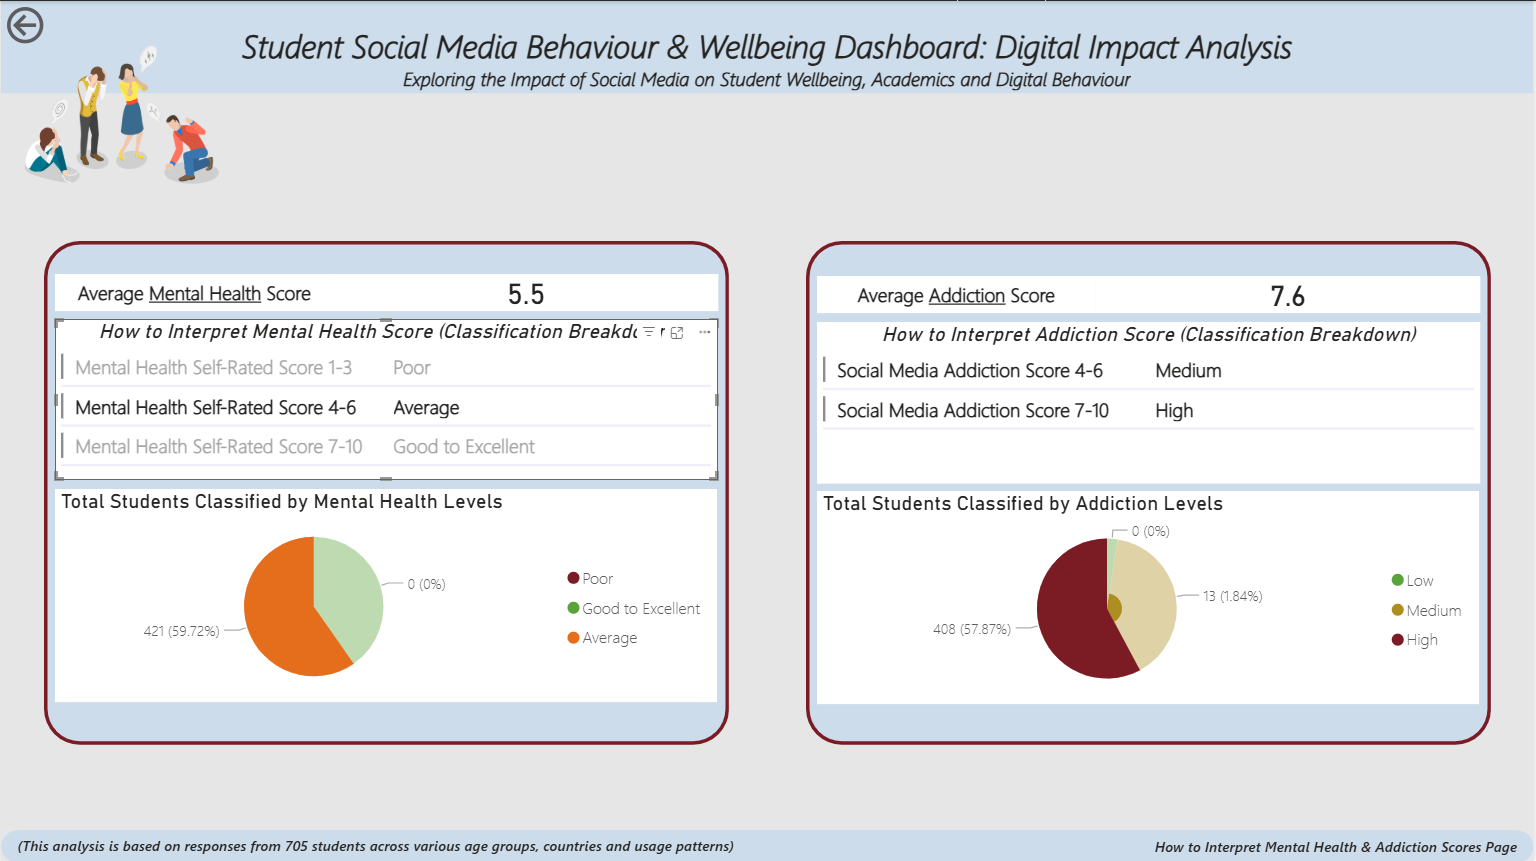 Student Social Media Behaviour & Wellbeing Dashboard: Digital Impact Analysis
Exploring the Impact of Social Media on Student Wellbeing, Academics and Digital Behaviour
Average Mental Health Score 5.5
How to Interpret Mental Health Score (Classification
Mental Health Self-Rated Score 1-3 Poor
Mental Health Self-Rated Score 4-6 Average
Mental Health Self-Rated Score 7-10 Good to Excellent
Total Students Classified by Mental Health Levels
0 (0%)
421 (59.72%)
Poor
Good to Excellent
Average
Average Addiction Score 7.6
How to Interpret Addiction Score (Classification Breakdown)
Social Media Addiction Score 4-6 Medium
Social Media Addiction Score 7-10 High
Total Students Classified by Addiction Levels
0 (0%)
13 (1.84%)
408 (57.87%)
Low
Medium
High
(This analysis is based on responses from 705 students across various age groups, countries and usage patterns)
How to Interpret Mental Health & Addiction Scores Page